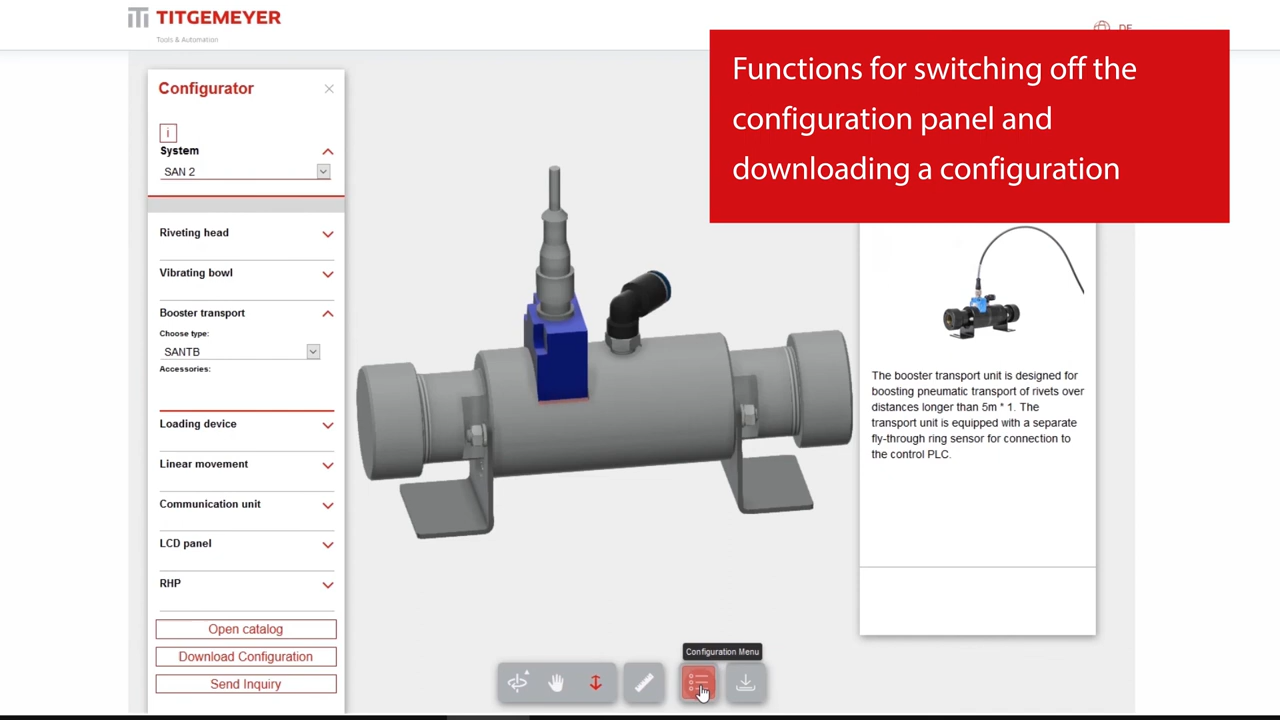 TITGEMEYER
Tools & Automation
DE
Functions for switching off the
configuration panel and
downloading a configuration
Configurator
i
System
SAN 2
Riveting head
Vibrating bowl
Booster transport
Choose type:
SANTB
Accessories:
Loading device
Linear movement
Communication unit
LCD panel
RHP
Open catalog
Download Configuration
Send Inquiry
The booster transport unit is designed for
boosting pneumatic transport of rivets over
distances longer than 5m * 1. The
transport unit is equipped with a separate
fly-through ring sensor for connection to
the control PLC.
Configuration Menu